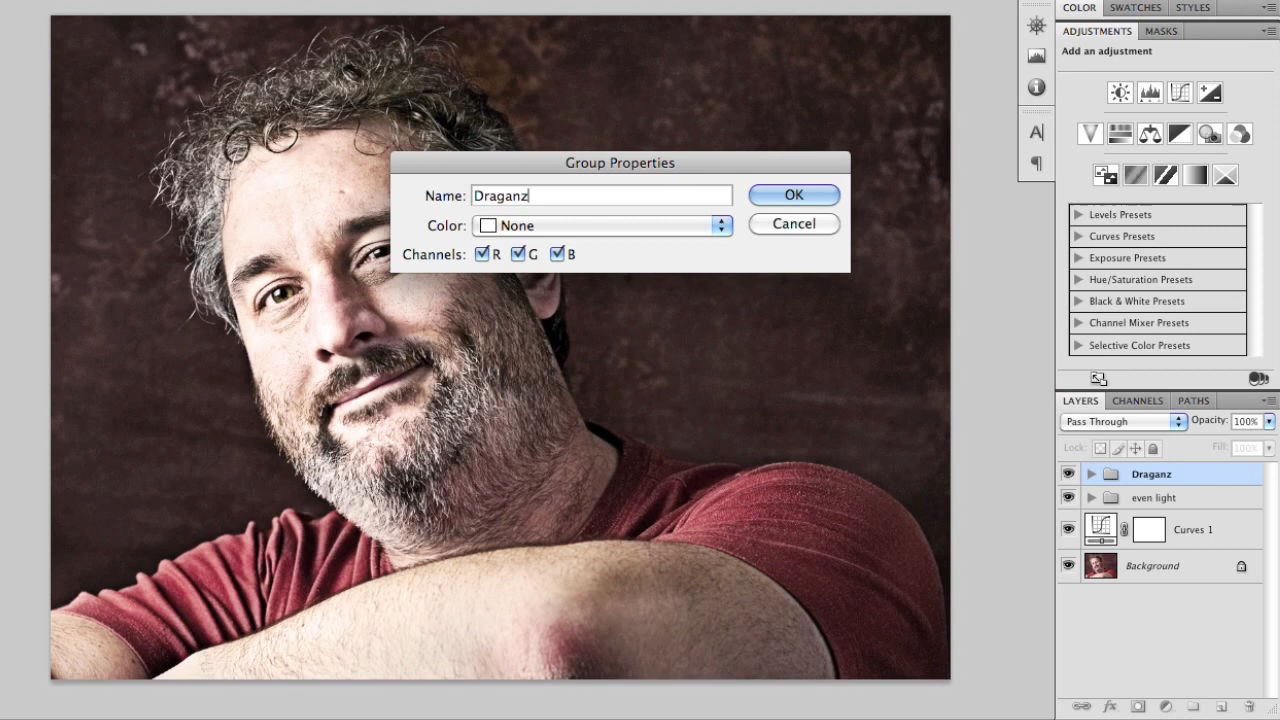 COLOR SWATCHES STYLES
ADJUSTMENTS MASKS
Add an adjustment
Group Properties
Name: Draganz
OK
Color: None
Cancel
Channels: R G B
Levels Presets
Curves Presets
Exposure Presets
Hue/Saturation Presets
Black & White Presets
Channel Mixer Presets
Selective Color Presets
LAYERS CHANNELS PATHS
Pass Through Opacity: 100%
Lock: Fill: 100%
Draganz
even light
Curves 1
Background